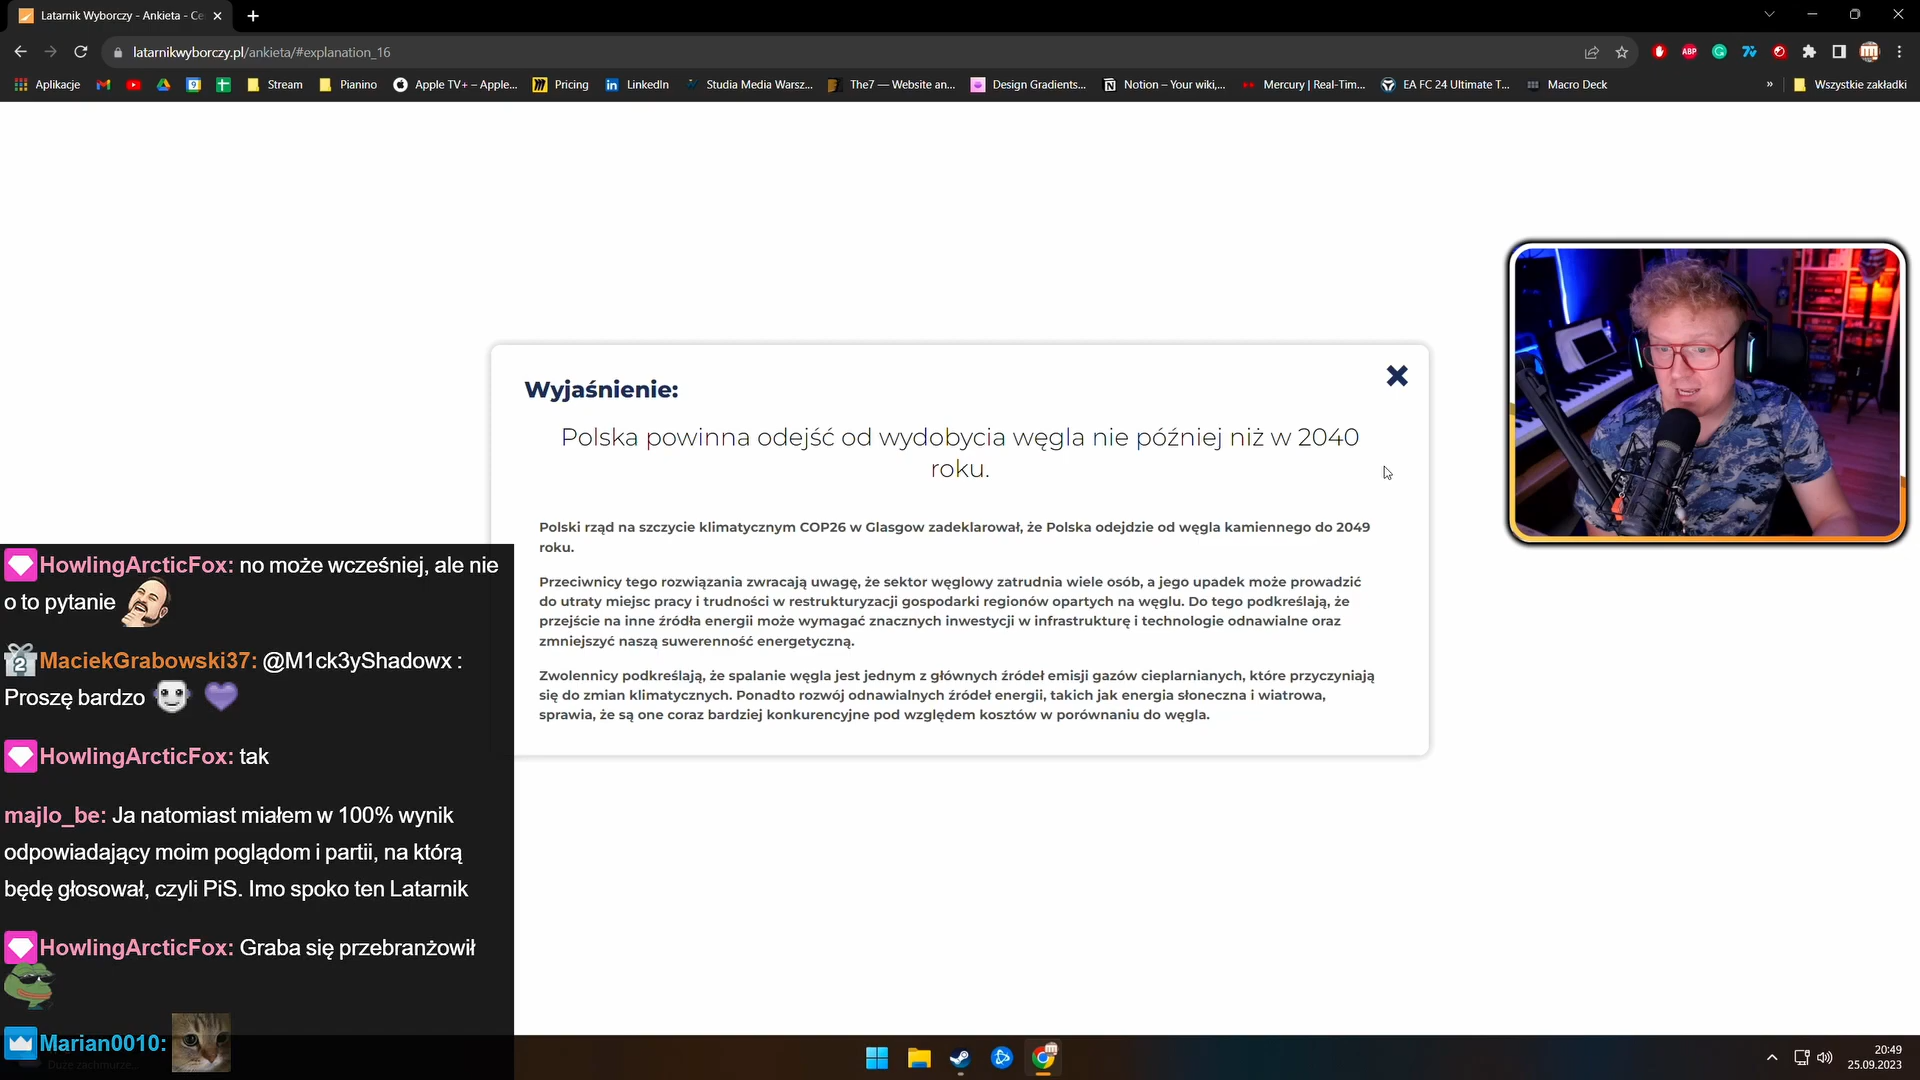 Latarnik Wyborczy - Ankieta - Ce
latarnikwyborczy.pl/ankieta/#explanation_16
Aplikacje
Stream
Pianino
Apple TV+ – Apple...
Pricing
LinkedIn
Studia Media Warsz...
The7 — Website an...
Design Gradients...
Notion – Your wiki,...
Mercury | Real-Tim...
EA FC 24 Ultimate T...
Macro Deck
»
Wszystkie zakładki
Wyjaśnienie:
Polska powinna odejść od wydobycia węgla nie później niż w 2040
roku.
Polski rząd na szczycie klimatycznym COP26 w Glasgow zadeklarował, że Polska odejdzie od węgla kamiennego do 2049
roku.
Przeciwnicy tego rozwiązania zwracają uwagę, że sektor węglowy zatrudnia wiele osób, a jego upadek może prowadzić
do utraty miejsc pracy i trudności w restrukturyzacji gospodarki regionów opartych na węglu. Do tego podkreślają, że
przejście na inne źródła energii może wymagać znacznych inwestycji w infrastrukturę i technologie odnawialne oraz
zmniejszyć naszą suwerenność energetyczną.
Zwolennicy podkreślają, że spalanie węgla jest jednym z głównych źródeł emisji gazów cieplarnianych, które przyczyniają
się do zmian klimatycznych. Ponadto rozwój odnawialnych źródeł energii, takich jak energia słoneczna i wiatrowa,
sprawia, że są one coraz bardziej konkurencyjne pod względem kosztów w porównaniu do węgla.
HowlingArcticFox: no może wcześniej, ale nie
o to pytanie
2 MaciekGrabowski37: @M1ck3yShadowx :
Proszę bardzo
HowlingArcticFox: tak
majlo_be: Ja natomiast miałem w 100% wynik
odpowiadający moim poglądom i partii, na którą
będę głosował, czyli PiS. Imo spoko ten Latarnik
HowlingArcticFox: Graba się przebranżowił
Marian0010:
Duże zachmurze...
20:49
25.09.2023